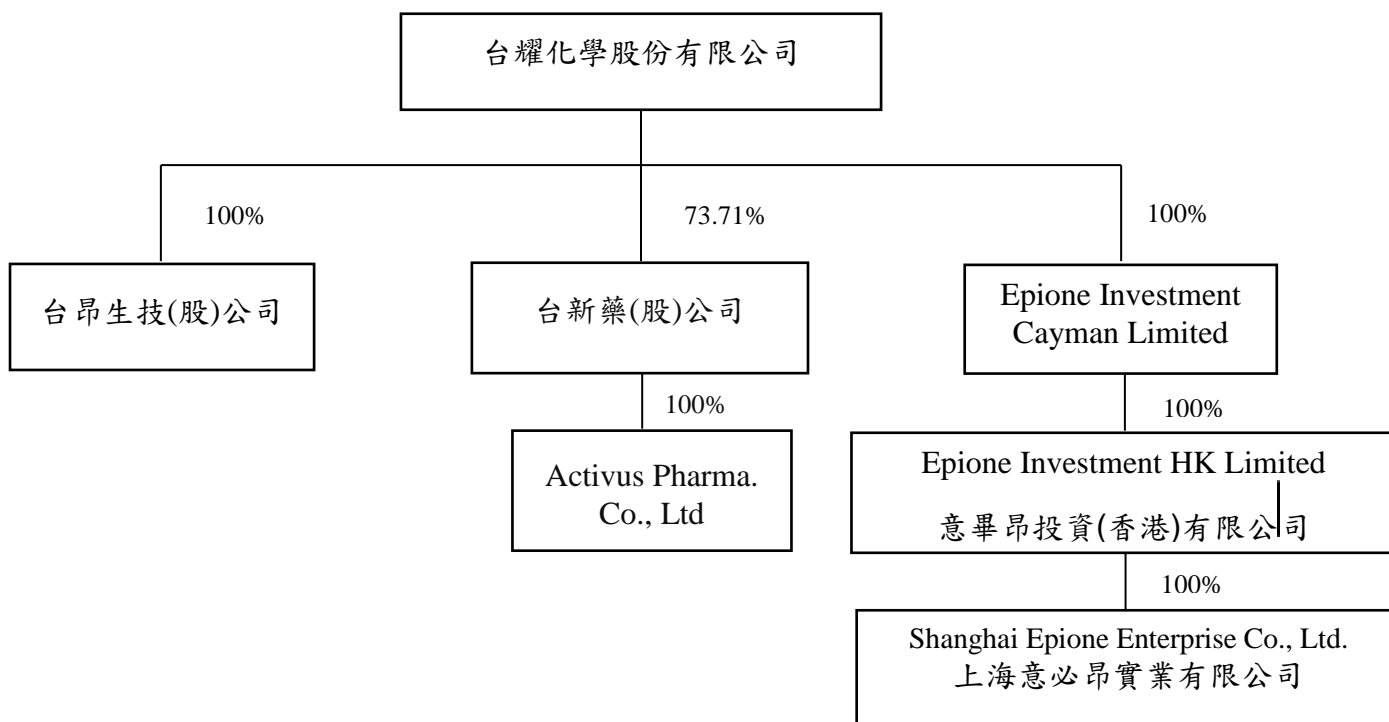 台耀化學股份有限公司
100%
73.71%
100%
台昂生技(股)公司
台新藥(股)公司
Epione Investment
Cayman Limited
100%
100%
Activus Pharma.
Co., Ltd
Epione Investment HK Limited
意畢昂投資(香港)有限公司
100%
Shanghai Epione Enterprise Co., Ltd.
上海意必昂實業有限公司